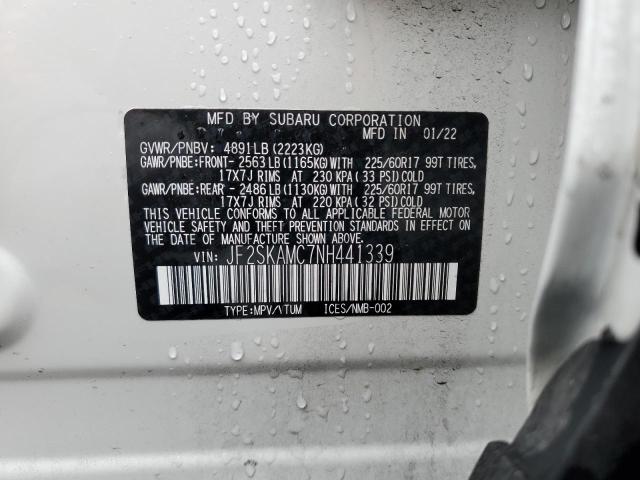 MFD BY SUBARU CORPORATION
MFD IN 01/22
GVWR/PNBV: 4891LB (2223KG)
GAWR/PNBE:FRONT- 2563 LB (1165KG) WITH 225/60R17 99T TIRES,
17X7J RIMS AT 230 KPA (33 PSI) COLD
GAWR/PNBE:REAR - 2486 LB (1130KG) WITH 225/60R17 99T TIRES,
17X7J RIMS AT 220 KPA (32 PSI) COLD
THIS VEHICLE CONFORMS TO ALL APPLICABLE FEDERAL MOTOR
VEHICLE SAFETY AND THEFT PREVENTION STANDARDS IN EFFECT ON
THE DATE OF MANUFACTURE SHOWN ABOVE.
VIN: JF2SKAMC7NH441339
TYPE:MPV/VTUM ICES/NMB-002